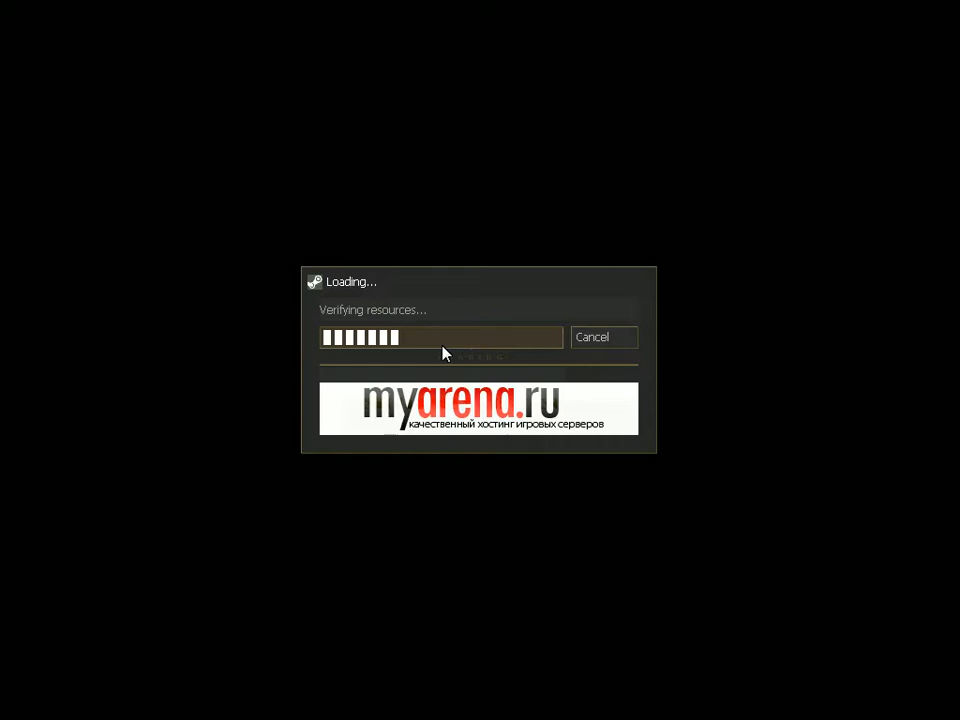 Loading...
Verifying resources...
Cancel
myarena.ru
качественный хостинг игровых серверов